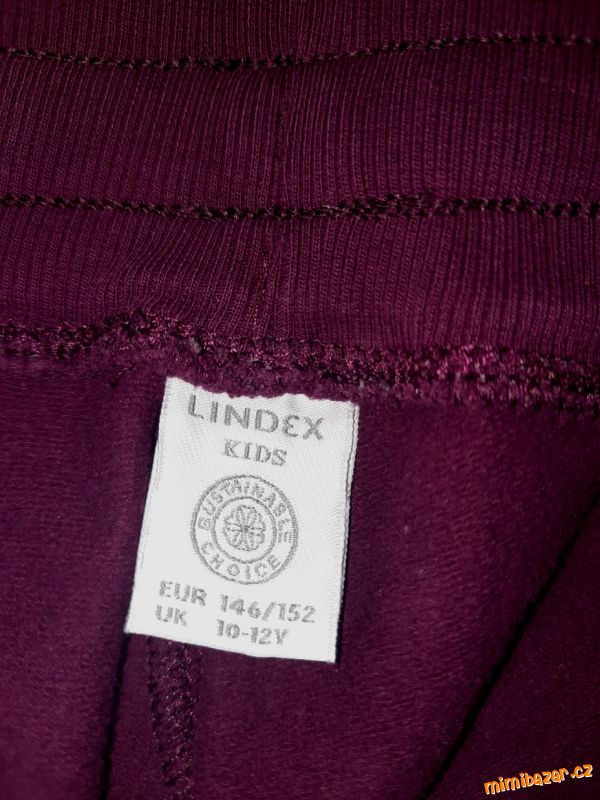 LINDEX
KIDS
SUSTAINABLE
CHOICE
EUR 146/152
UK 10-12Y
mimibazar.cz